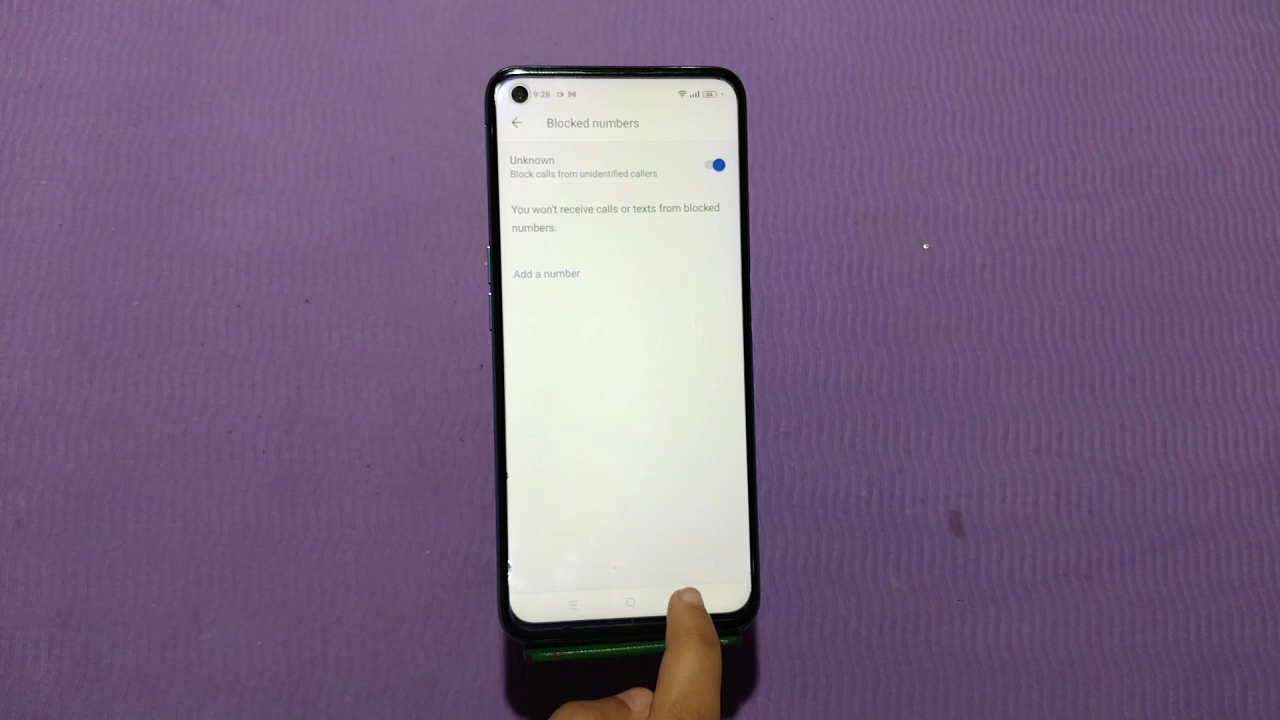 9:28
Blocked numbers
Unknown
Block calls from unidentified callers
You won't receive calls or texts from blocked
numbers.
Add a number